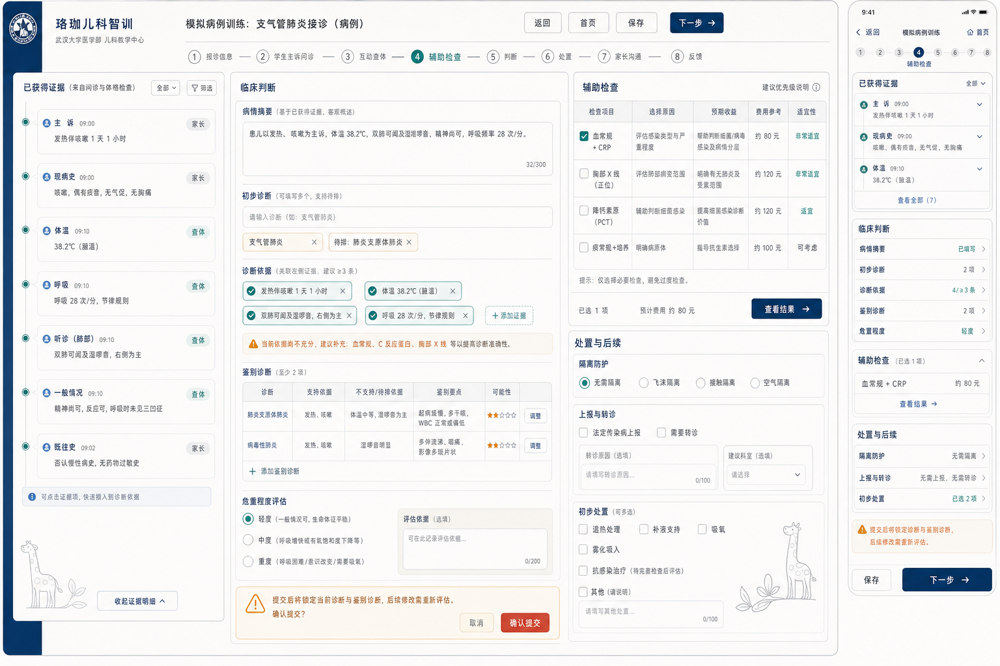 珞珈儿科智训
武汉大学医学部 儿科教学中心
模拟病例训练：支气管肺炎接诊（病例）
返回
首页
保存
下一步 →
1 报诊信息
2 学生主诉问诊
3 互动查体
4 辅助检查
5 判断
6 处置
7 家长沟通
8 反馈
已获得证据（来自问诊与体格检查）
全部
筛选
主 诉 09:00 家长
发热伴咳嗽 1 天 1 小时
现病史 09:00 家长
咳嗽, 偶有痰音, 无气促, 无胸痛
体温 09:10 查体
38.2℃（腋温）
呼吸 09:10 查体
呼吸 28 次/分, 节律规则
听诊（肺部）09:10 查体
双肺可闻及湿啰音, 右侧为主
一般情况 09:10 查体
精神尚可, 反应可, 呼吸时未见三凹征
既往史 09:02 家长
否认慢性病史, 无药物过敏史
可点击证据项, 快速插入到诊断依据
收起证据明细
临床判断
病情摘要（基于已获得证据, 客观概述）
患儿以发热、咳嗽为主诉, 体温 38.2℃, 双肺可闻及湿啰音, 精神尚可, 呼吸频率 28 次/分。
32/300
初步诊断（可填写多个, 支持待排）
请输入诊断（如: 支气管肺炎）
支气管肺炎 ×
待排: 肺炎支原体肺炎 ×
诊断依据（关联左侧证据, 建议 ≥3 条）
发热伴咳嗽 1 天 1 小时 ×
体温 38.2℃（腋温） ×
双肺可闻及湿啰音, 右侧为主 ×
呼吸 28 次/分, 节律规则 ×
+ 添加证据
当前依据尚不充分, 建议补充: 血常规、C 反应蛋白、胸部 X 线 等以提高诊断准确性。
鉴别诊断（至少 2 项）
诊断 支持依据 不支持/待排依据 鉴别要点 可能性
肺炎支原体肺炎 发热、咳嗽 体温中等, 湿啰音为主 起病缓慢, 多干咳, ★★☆☆☆ 调整
WBC 正常或偏低
病毒性肺炎 发热、咳嗽 湿啰音明显 多伴流涕、咽痛, ★★☆☆☆ 调整
影像多斑片状
+ 添加鉴别诊断
危重程度评估
轻度（一般情况可, 生命体征平稳）
中度（呼吸增快或有氧饱和度下降等）
重度（呼吸困难/意识改变/需要吸氧）
评估依据（选填）
可在此记录评估依据...
0/200
提交后将锁定当前诊断与鉴别诊断, 后续修改需重新评估。
确认提交?
取消
确认提交
辅助检查
建议优先级说明
检查项目 选择原因 预期收益 费用参考 适宜性
血常规 评估感染类型与严 帮助判断细菌/病毒 约 80 元 非常适宜
+ CRP 重程度 感染及病情分层
胸部 X 线 评估肺部病变范围 明确有无肺炎及 约 120 元 非常适宜
（正位） 受累范围
降钙素原 辅助判断细菌感染 提高细菌感染诊断 约 120 元 适宜
（PCT） 价值
痰常规+培养 明确病原体 指导抗生素选择 约 100 元 可考虑
提示: 仅选择必要检查, 避免过度检查。
已选 1 项
预计费用 约 80 元
查看结果 →
处置与后续
隔离防护
无需隔离
飞沫隔离
接触隔离
空气隔离
上报与转诊
法定传染病上报
需要转诊
转诊原因（选填）
请填写转诊原因...
0/100
建议科室（选填）
请选择
初步处置（可多选）
退热处理
补液支持
吸氧
雾化吸入
抗感染治疗（待完善检查后评估）
其他（请说明）
请填写其他处置...
0/100
9:41
返回
模拟病例训练
首页
1 2 3 4 5 6 7 8
辅助检查
已获得证据 全部
主 诉 09:00
发热伴咳嗽 1 天 1 小时
现病史 09:00
咳嗽, 偶有痰音, 无气促, 无胸痛
体温 09:10
38.2℃（腋温）
查看全部（7）
临床判断
病情摘要 已填写
初步诊断 2 项
诊断依据 4/≥3 条
鉴别诊断 2 项
危重程度 轻度
辅助检查（已选 1 项）
血常规 + CRP 约 80 元
查看结果 →
处置与后续
隔离防护 无需隔离
上报与转诊 无需上报、无需转诊
初步处置 已选 2 项
提交后将锁定诊断与鉴别诊断,
后续修改需重新评估。
保存
下一步 →